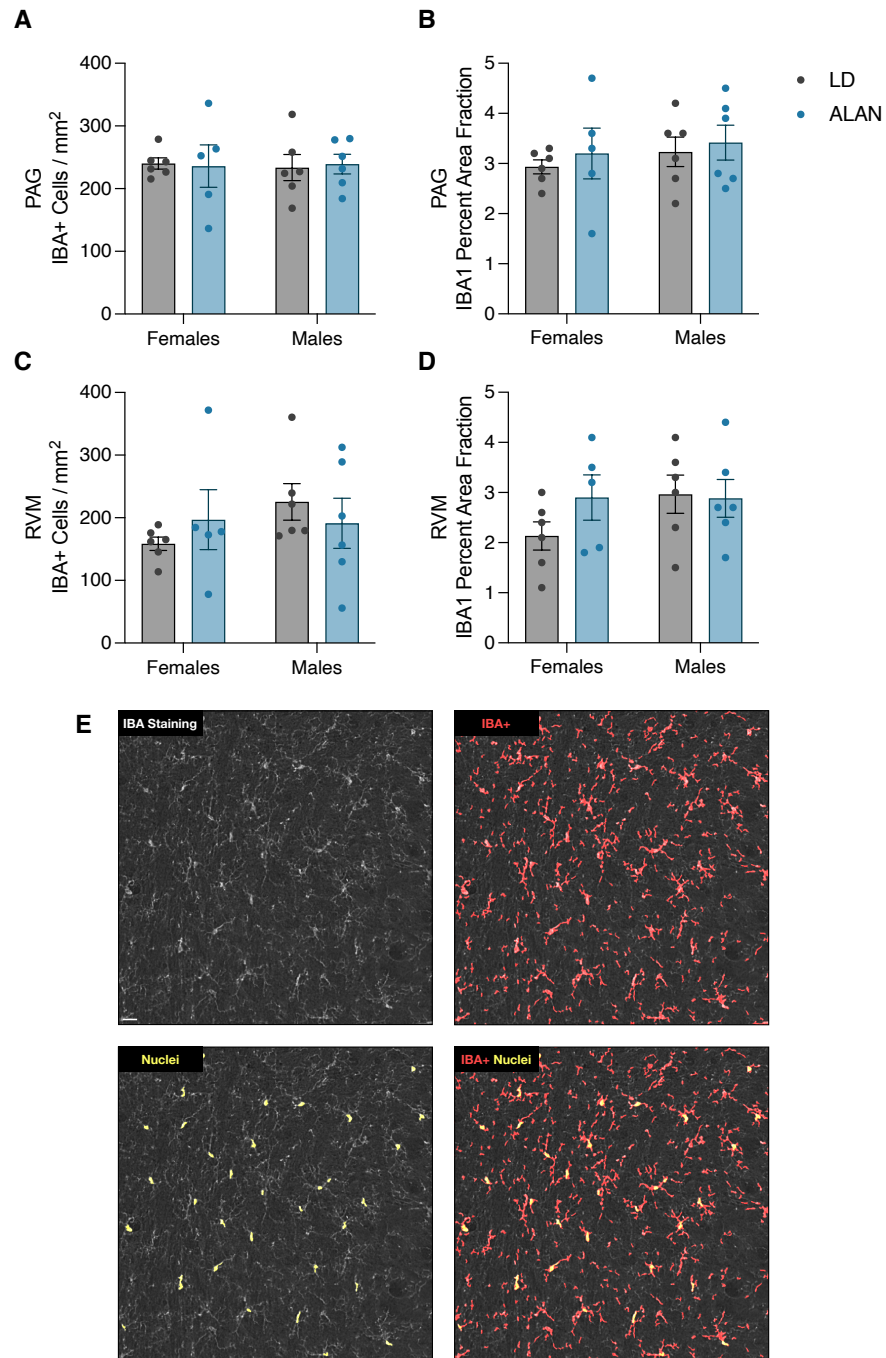 A
PAG
IBA+ Cells / mm²
400
300
200
100
0
Females Males
B
PAG
IBA1 Percent Area Fraction
5
4
3
2
1
0
Females Males
LD
ALAN
C
RVM
IBA+ Cells / mm²
400
300
200
100
0
Females Males
D
RVM
IBA1 Percent Area Fraction
5
4
3
2
1
0
Females Males
E
IBA Staining
IBA+
Nuclei
IBA+ Nuclei